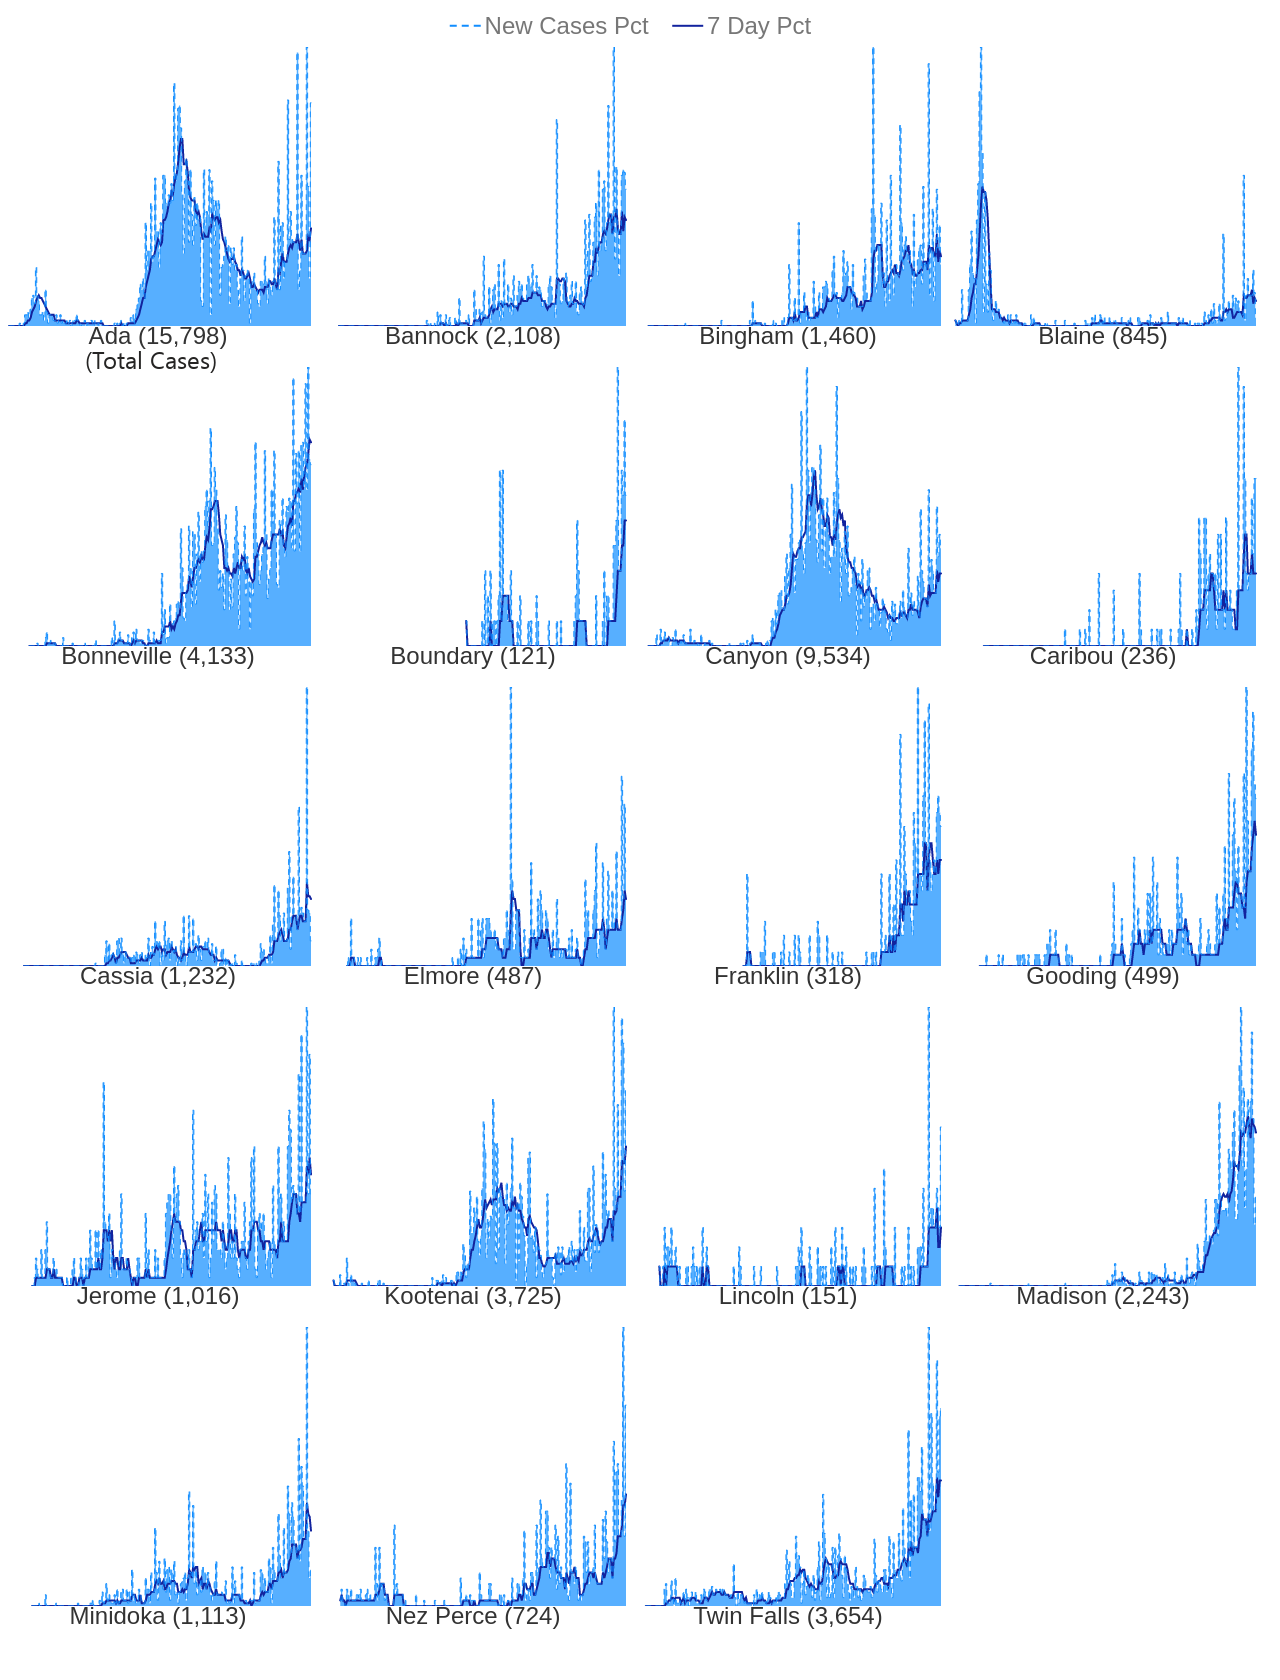 New Cases Pct 7 Day Pct
Ada (15,798) Bannock (2,108) Bingham (1,460) Blaine (845)
(Total Cases)
Bonneville (4,133) Boundary (121) Canyon (9,534) Caribou (236)
Cassia (1,232) Elmore (487) Franklin (318) Gooding (499)
Jerome (1,016) Kootenai (3,725) Lincoln (151) Madison (2,243)
Minidoka (1,113) Nez Perce (724) Twin Falls (3,654)